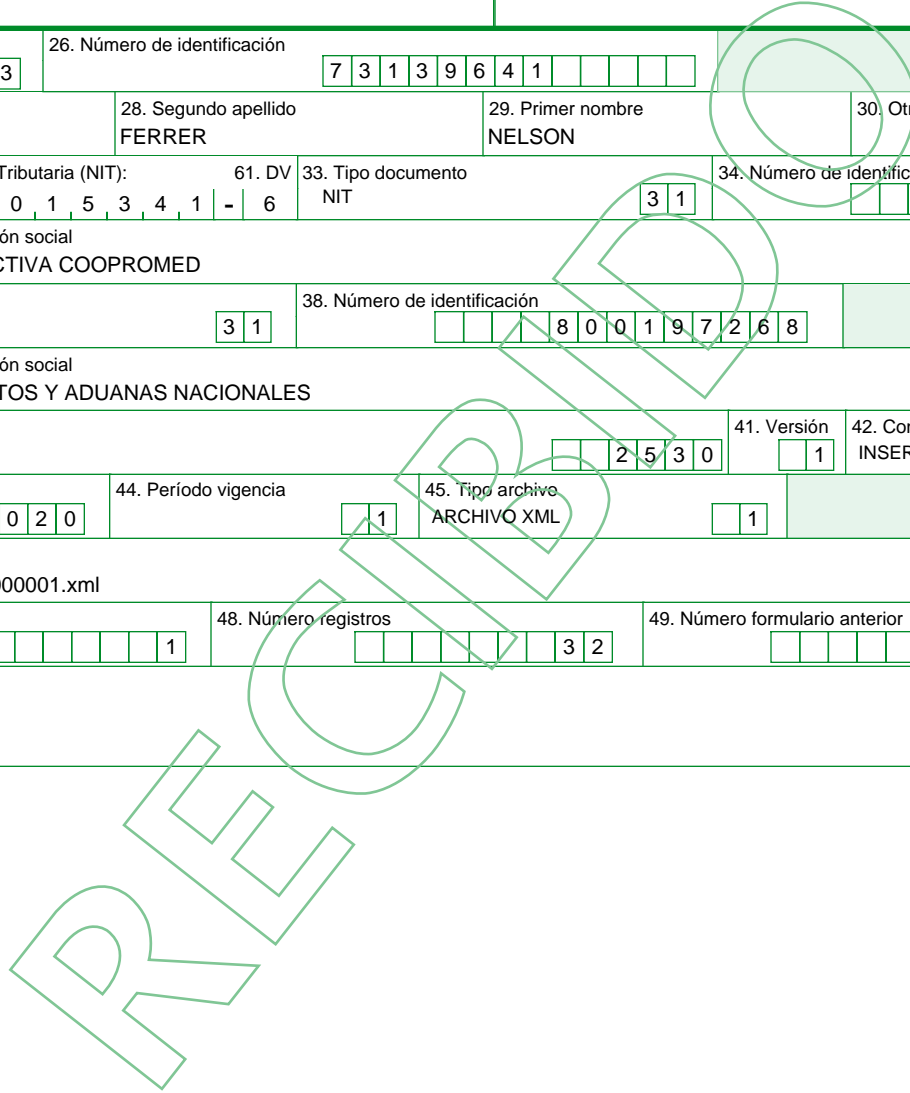 26. Número de identificación
3 7 3 1 3 9 6 4 1
28. Segundo apellido 29. Primer nombre 30. Otr
FERRER NELSON
Tributaria (NIT): 61. DV 33. Tipo documento 34. Número de identific
0 1 5 3 4 1 - 6 NIT 3 1
ón social
CTIVA COOPROMED
38. Número de identificación
3 1 8 0 0 1 9 7 2 6 8
ón social
TOS Y ADUANAS NACIONALES
41. Versión 42. Con
2 5 3 0 1 INSER
44. Período vigencia 45. Tipo archivo
0 2 0 1 ARCHIVO XML 1
000001.xml
48. Número registros 49. Número formulario anterior
1 3 2
RECIBIDO